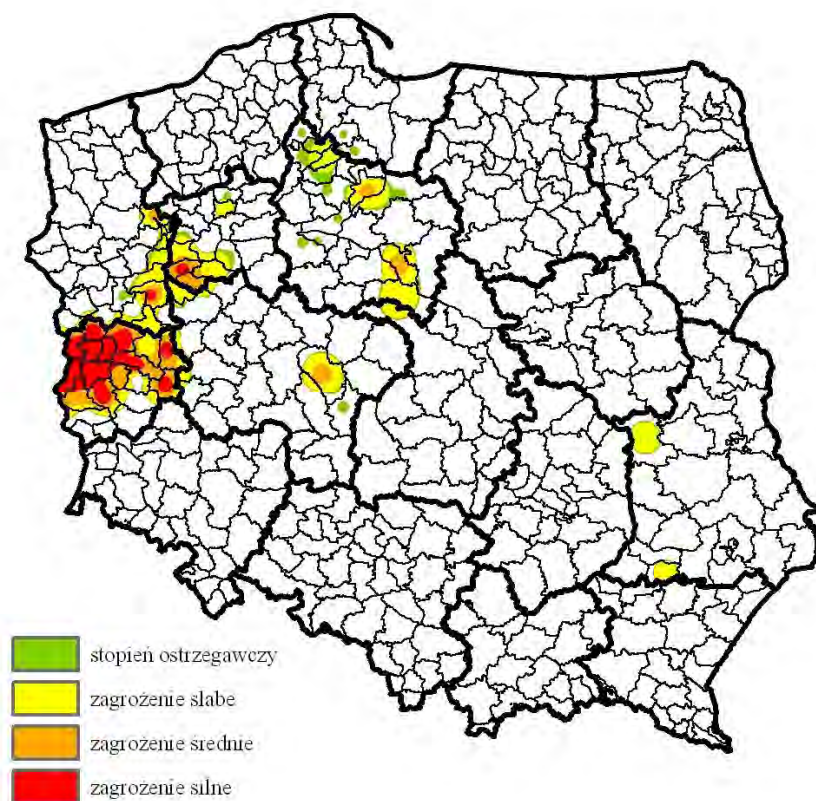 stopień ostrzegawczy
zagrożenie słabe
zagrożenie średnie
zagrożenie silne